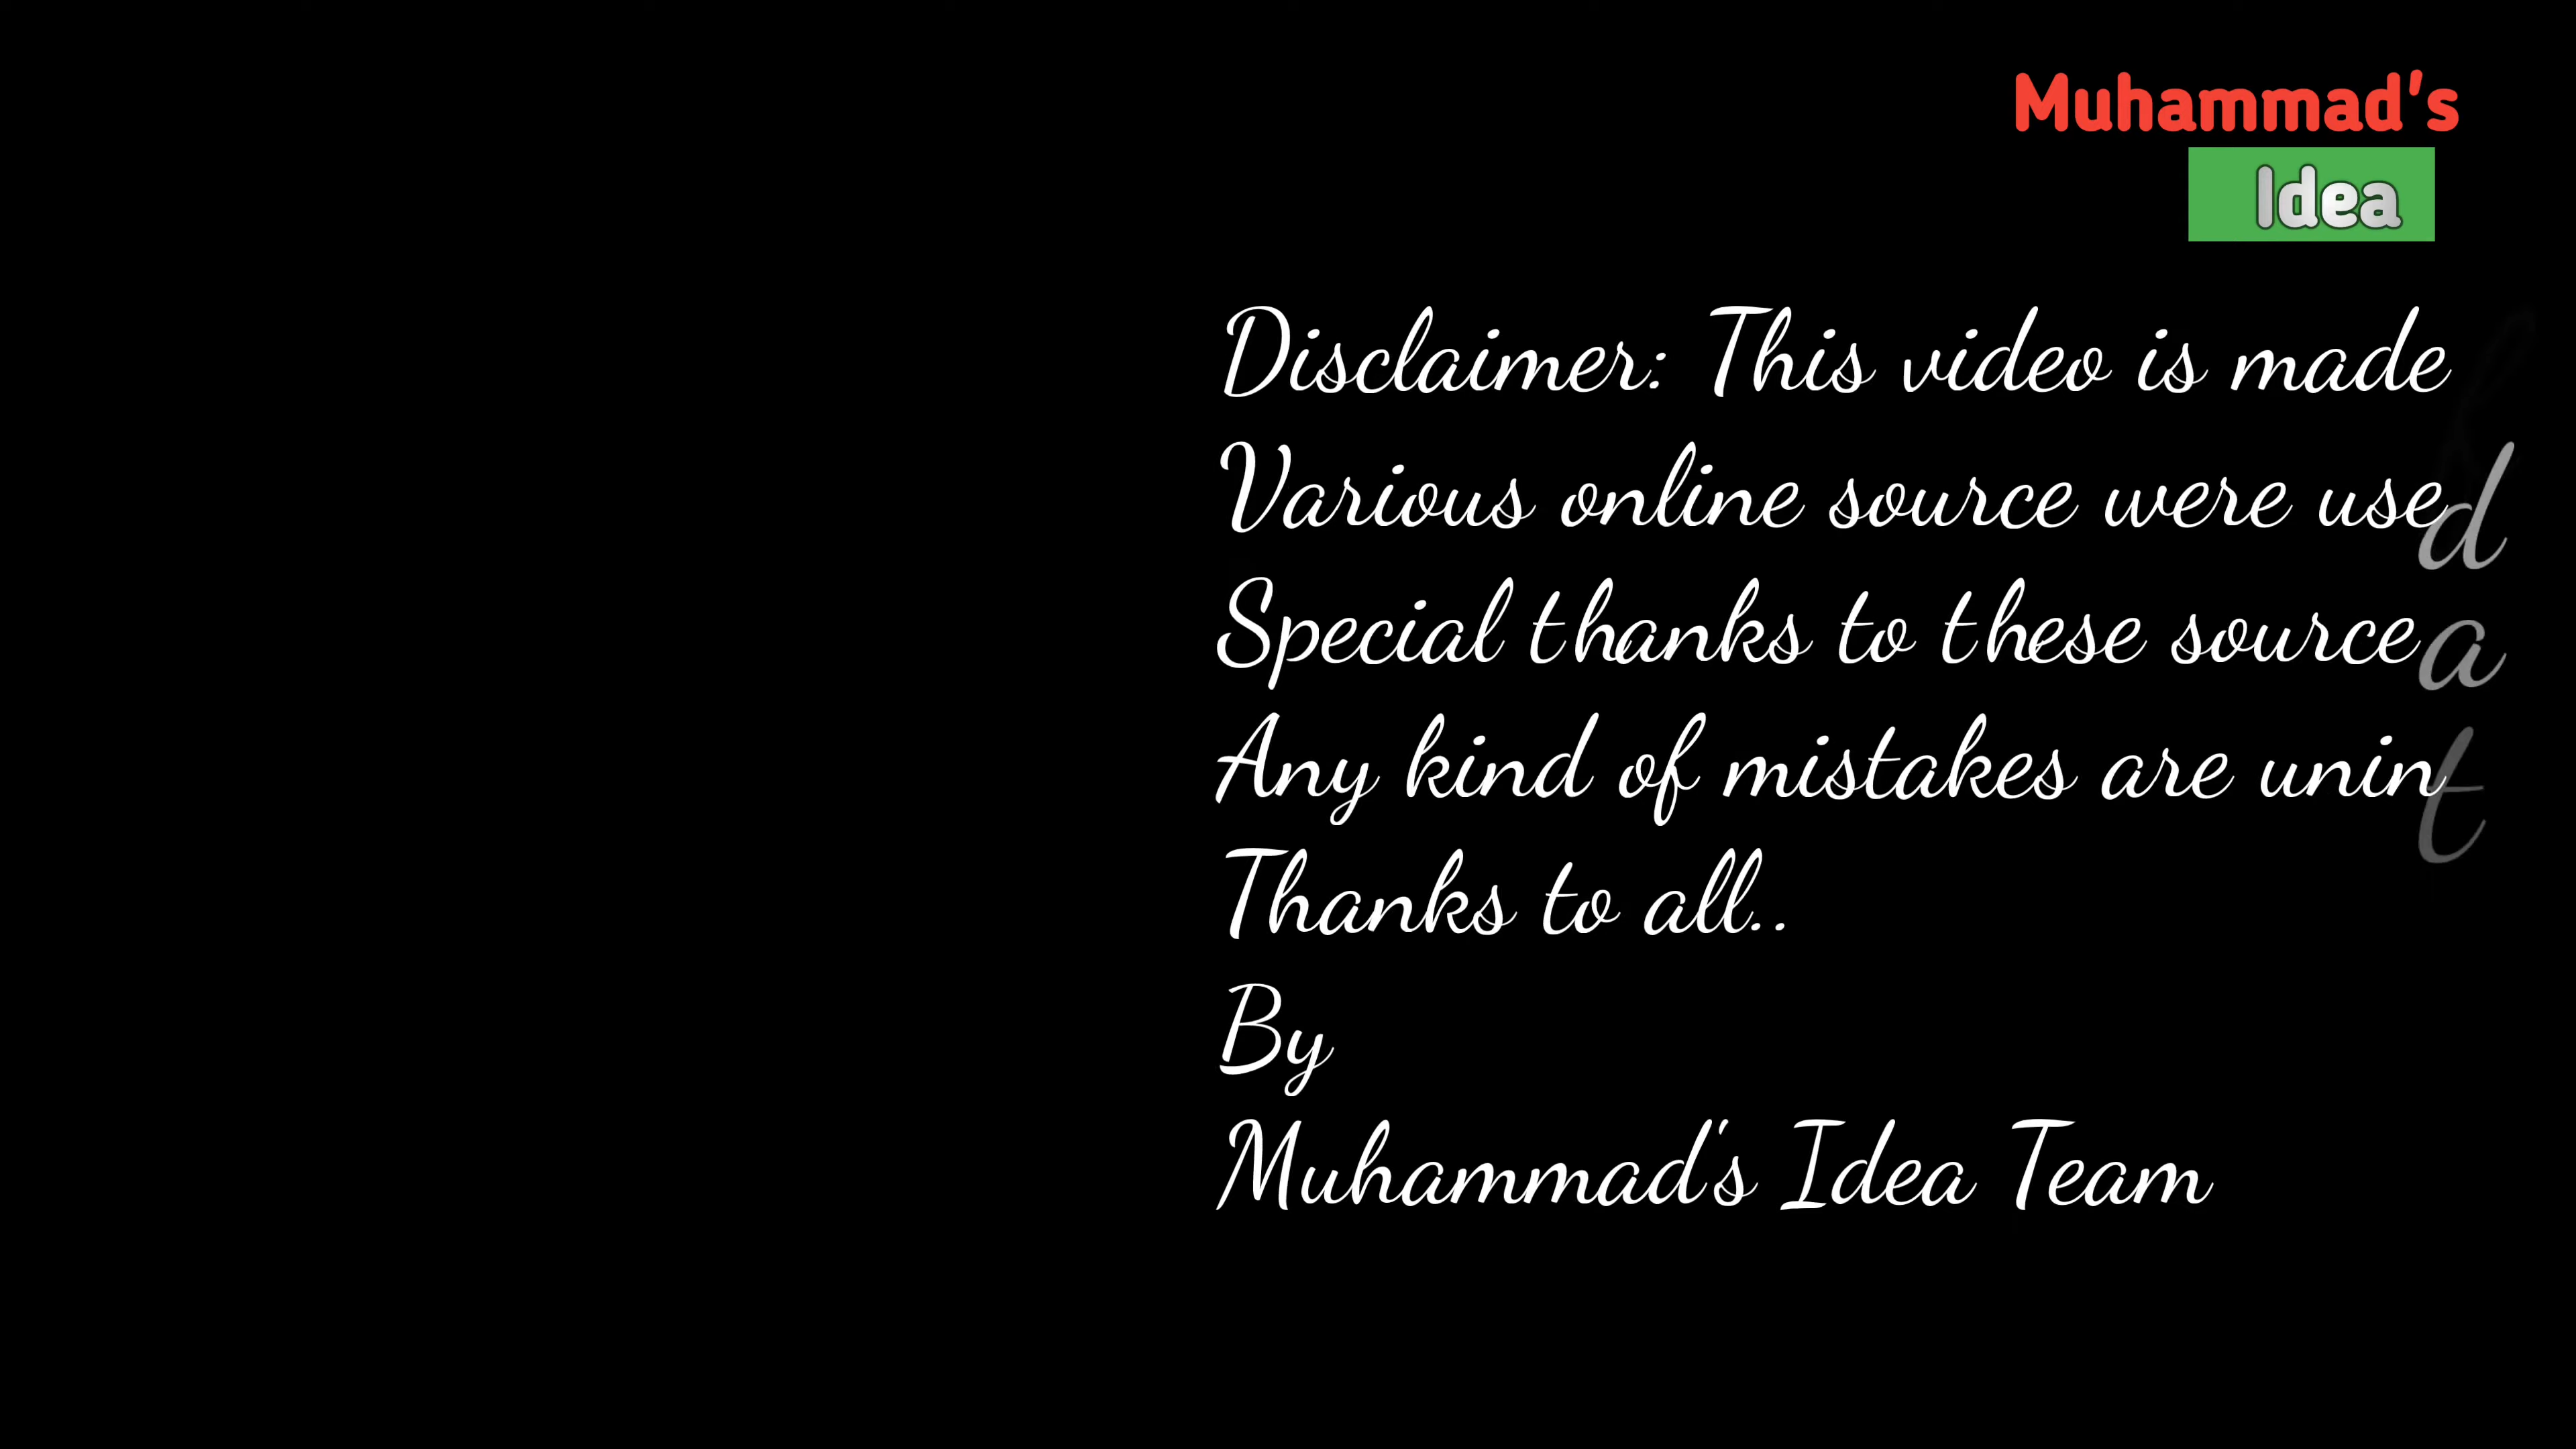 Muhammad's
Idea
Disclaimer: This video is made
Various online source were used
Special thanks to these source a
Any kind of mistakes are unint
Thanks to all..
By
Muhammad's Idea Team